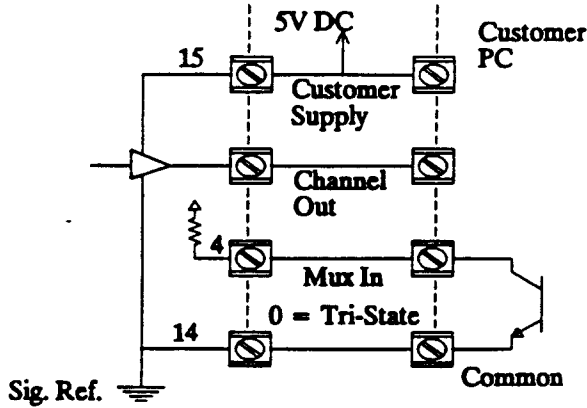 5V DC
Customer
PC
15
Customer
Supply
Channel
Out
4
Mux In
0 = Tri-State
14
Sig. Ref.
Common